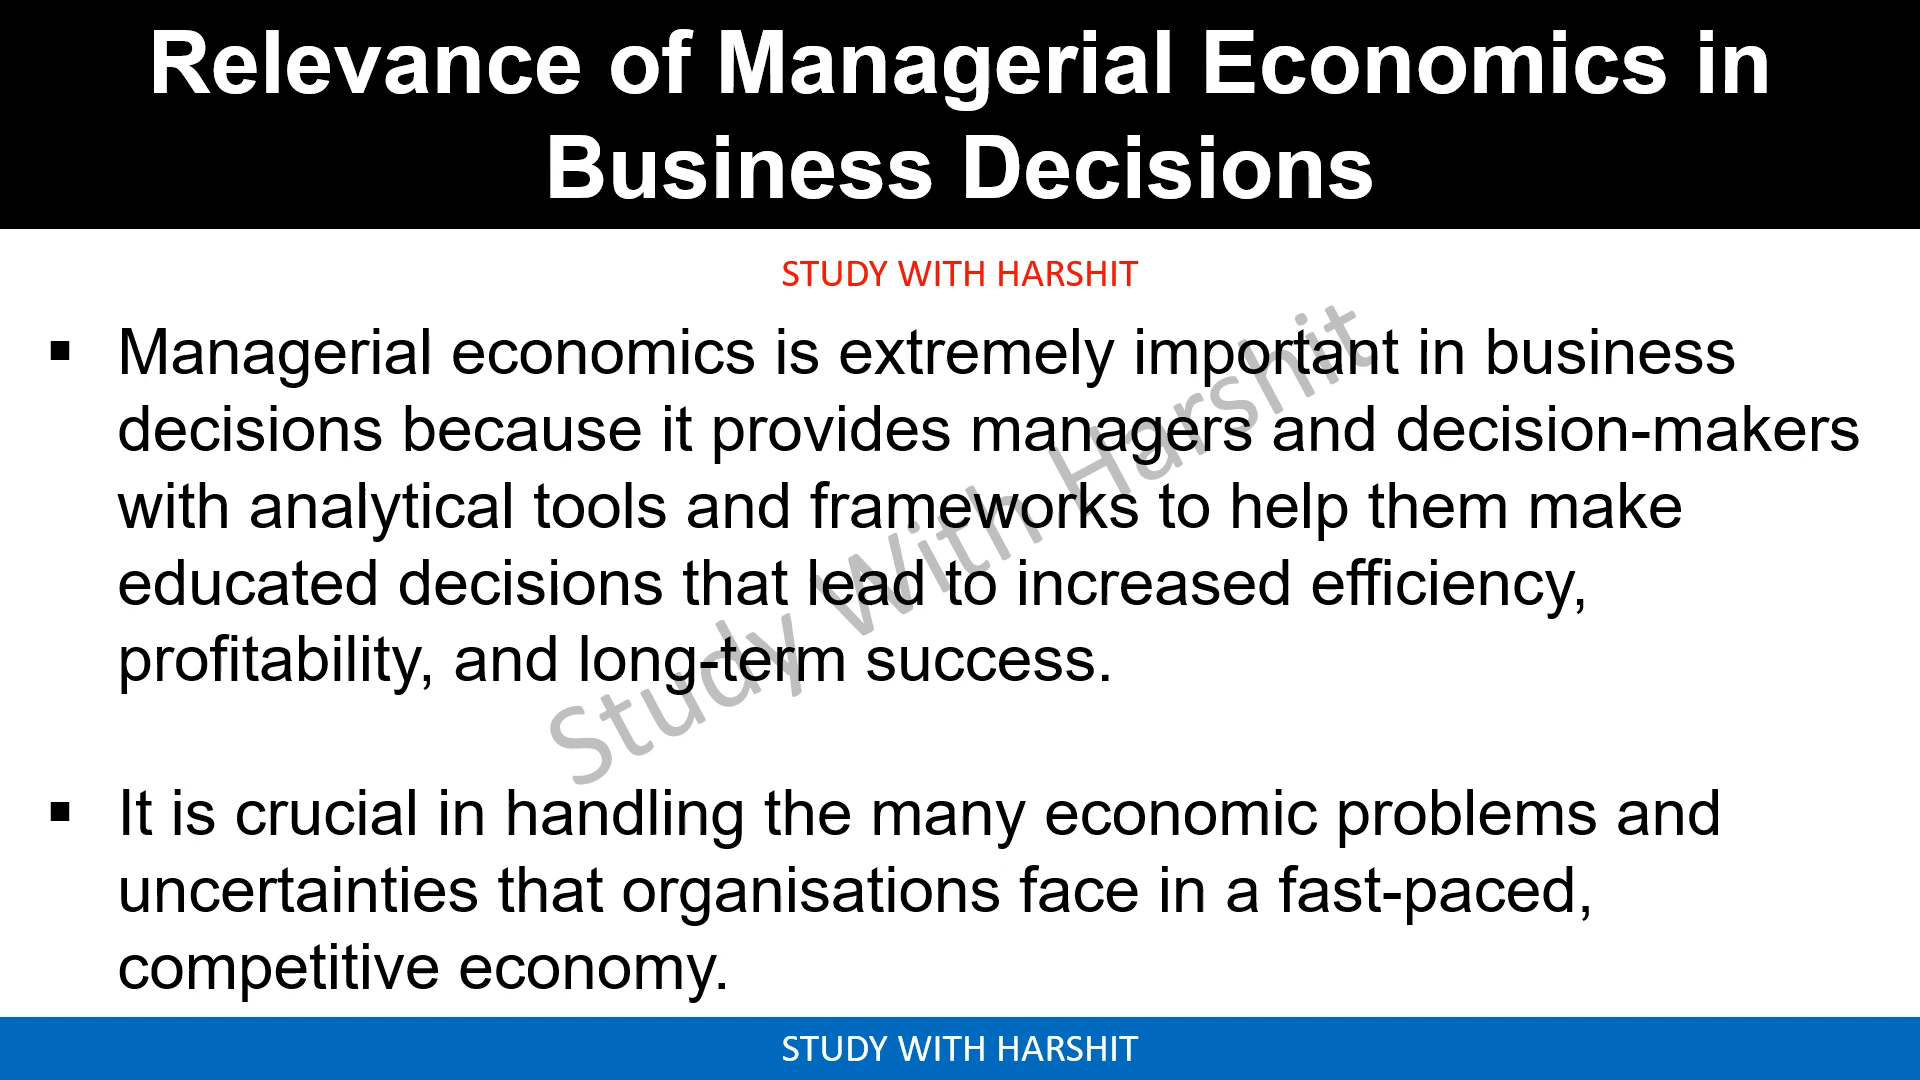 Relevance of Managerial Economics in
Business Decisions
STUDY WITH HARSHIT
▪ Managerial economics is extremely important in business
decisions because it provides managers and decision-makers
with analytical tools and frameworks to help them make
educated decisions that lead to increased efficiency,
profitability, and long-term success.
▪ It is crucial in handling the many economic problems and
uncertainties that organisations face in a fast-paced,
competitive economy.
Study With Harshit
STUDY WITH HARSHIT